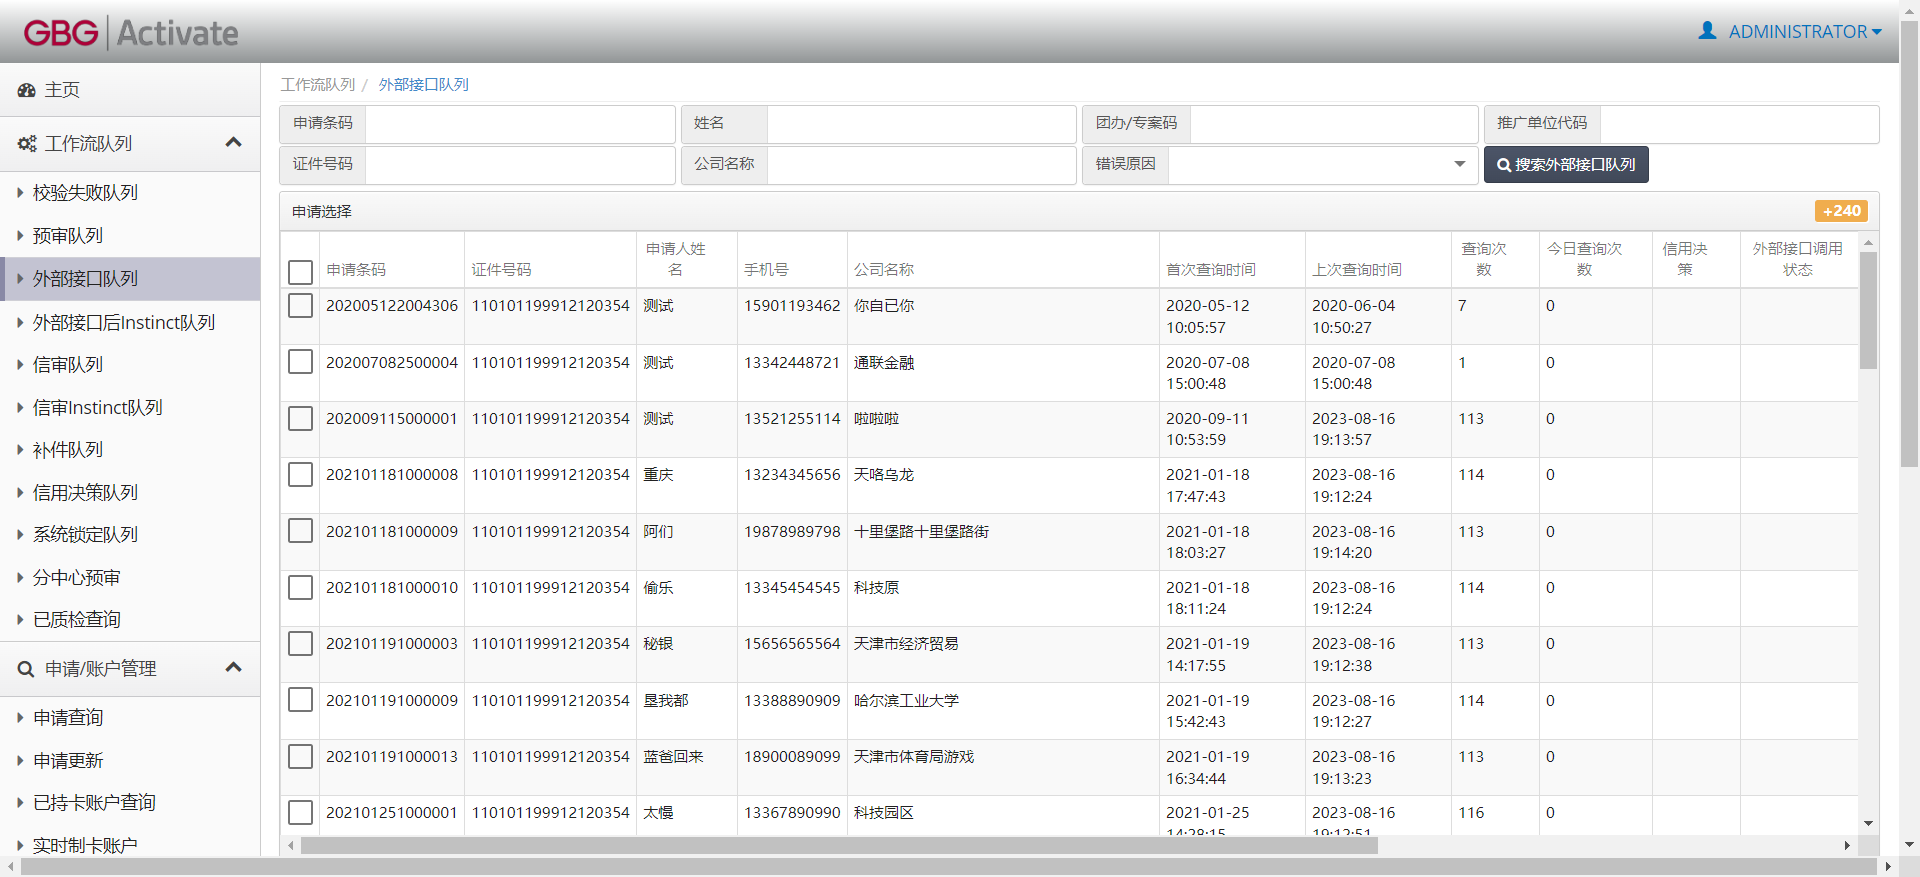 GBG Activate
ADMINISTRATOR
主页
工作流队列
校验失败队列
预审队列
外部接口队列
外部接口后Instinct队列
信审队列
信审Instinct队列
补件队列
信用决策队列
系统锁定队列
分中心预审
已质检查询
申请/账户管理
申请查询
申请更新
已持卡账户查询
实时制卡账户
工作流队列 / 外部接口队列
申请条码 姓名 团办/专案码 推广单位代码
证件号码 公司名称 错误原因 搜索外部接口队列
申请选择 +240
申请条码 证件号码 申请人姓名 手机号 公司名称 首次查询时间 上次查询时间 查询次数 今日查询次数 信用决策 外部接口调用状态
202005122004306 110101199912120354 测试 15901193462 你自已你 2020-05-12 10:05:57 2020-06-04 10:50:27 7 0
202007082500004 110101199912120354 测试 13342448721 通联金融 2020-07-08 15:00:48 2020-07-08 15:00:48 1 0
202009115000001 110101199912120354 测试 13521255114 啦啦啦 2020-09-11 10:53:59 2023-08-16 19:13:57 113 0
202101181000008 110101199912120354 重庆 13234345656 天咯乌龙 2021-01-18 17:47:43 2023-08-16 19:12:24 114 0
202101181000009 110101199912120354 阿们 19878989798 十里堡路十里堡路街 2021-01-18 18:03:27 2023-08-16 19:14:20 113 0
202101181000010 110101199912120354 偷乐 13345454545 科技原 2021-01-18 18:11:24 2023-08-16 19:12:24 114 0
202101191000003 110101199912120354 秘银 15656565564 天津市经济贸易 2021-01-19 14:17:55 2023-08-16 19:12:38 113 0
202101191000009 110101199912120354 垦我都 13388890909 哈尔滨工业大学 2021-01-19 15:42:43 2023-08-16 19:12:27 114 0
202101191000013 110101199912120354 蓝爸回来 18900089099 天津市体育局游戏 2021-01-19 16:34:44 2023-08-16 19:13:23 113 0
202101251000001 110101199912120354 太慢 13367890990 科技园区 2021-01-25 14:28:15 2023-08-16 19:12:51 116 0